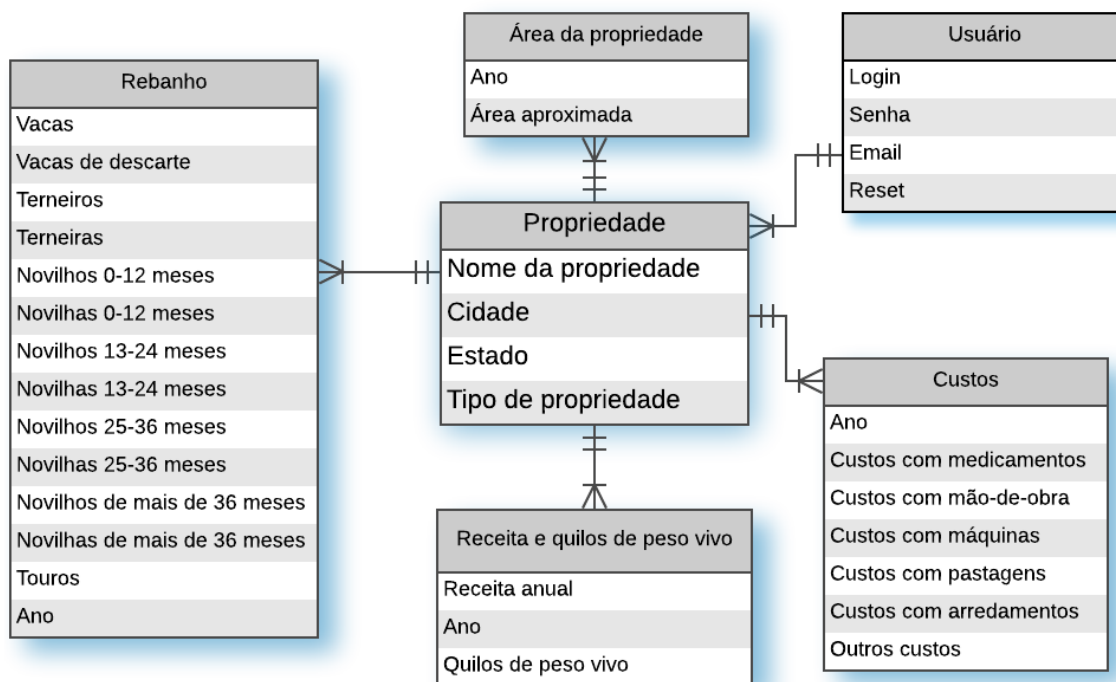 Rebanho
Vacas
Vacas de descarte
Terneiros
Terneiras
Novilhos 0-12 meses
Novilhas 0-12 meses
Novilhos 13-24 meses
Novilhas 13-24 meses
Novilhos 25-36 meses
Novilhas 25-36 meses
Novilhos de mais de 36 meses
Novilhas de mais de 36 meses
Touros
Ano
Área da propriedade
Ano
Área aproximada
Propriedade
Nome da propriedade
Cidade
Estado
Tipo de propriedade
Receita e quilos de peso vivo
Receita anual
Ano
Quilos de peso vivo
Usuário
Login
Senha
Email
Reset
Custos
Ano
Custos com medicamentos
Custos com mão-de-obra
Custos com máquinas
Custos com pastagens
Custos com arredamentos
Outros custos